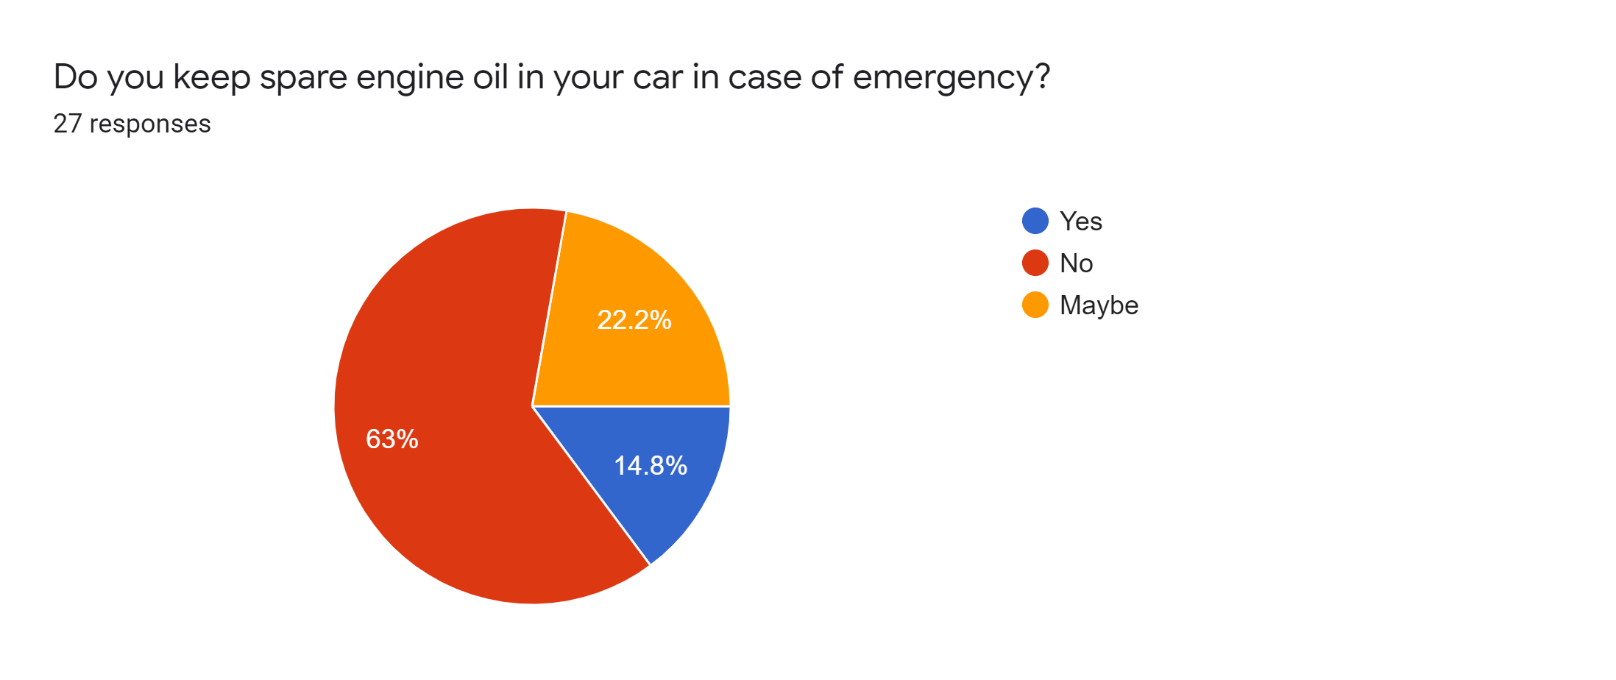 Do you keep spare engine oil in your car in case of emergency?
27 responses
Yes
No
Maybe
22.2%
63%
14.8%